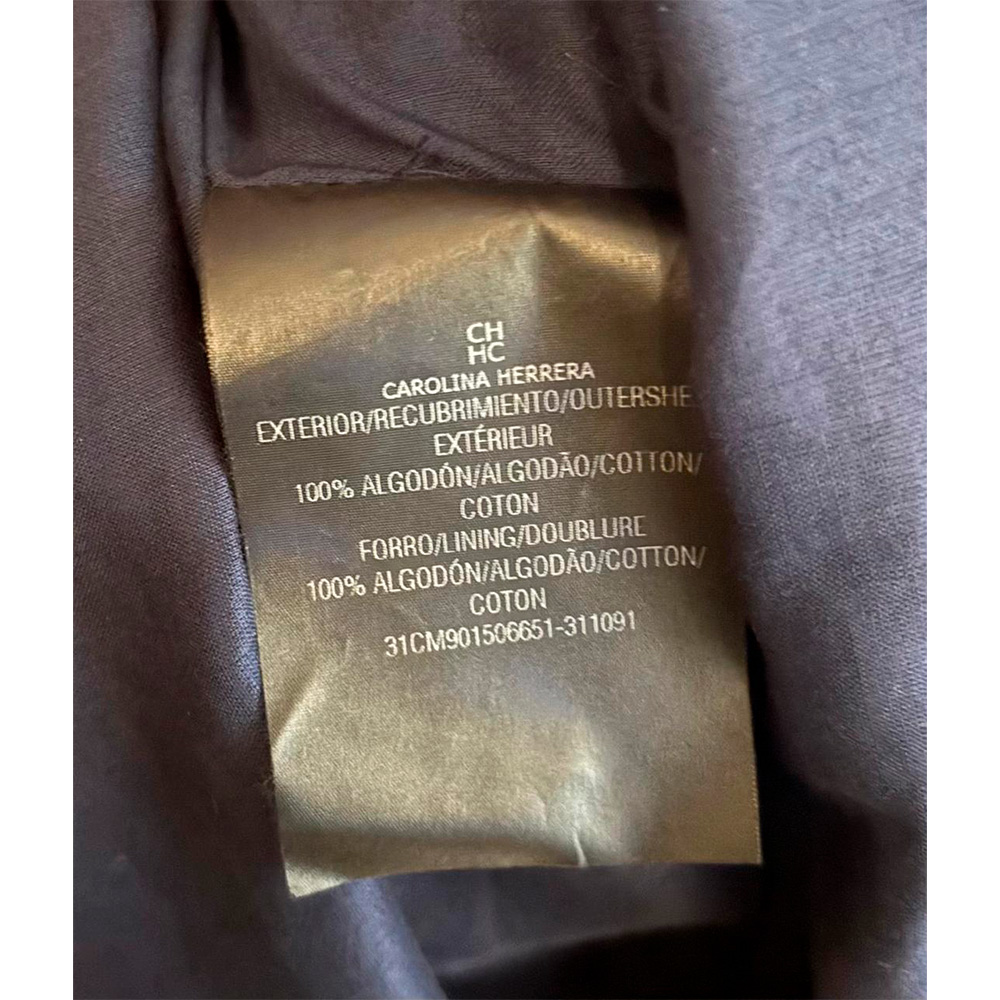 CH
HC
CAROLINA HERRERA
EXTERIOR/RECUBRIMIENTO/OUTERSHE
EXTÉRIEUR
100% ALGODÓN/ALGODÃO/COTTON/
COTON
FORRO/LINING/DOUBLURE
100% ALGODÓN/ALGODÃO/COTTON/
COTON
31CM901506651-311091